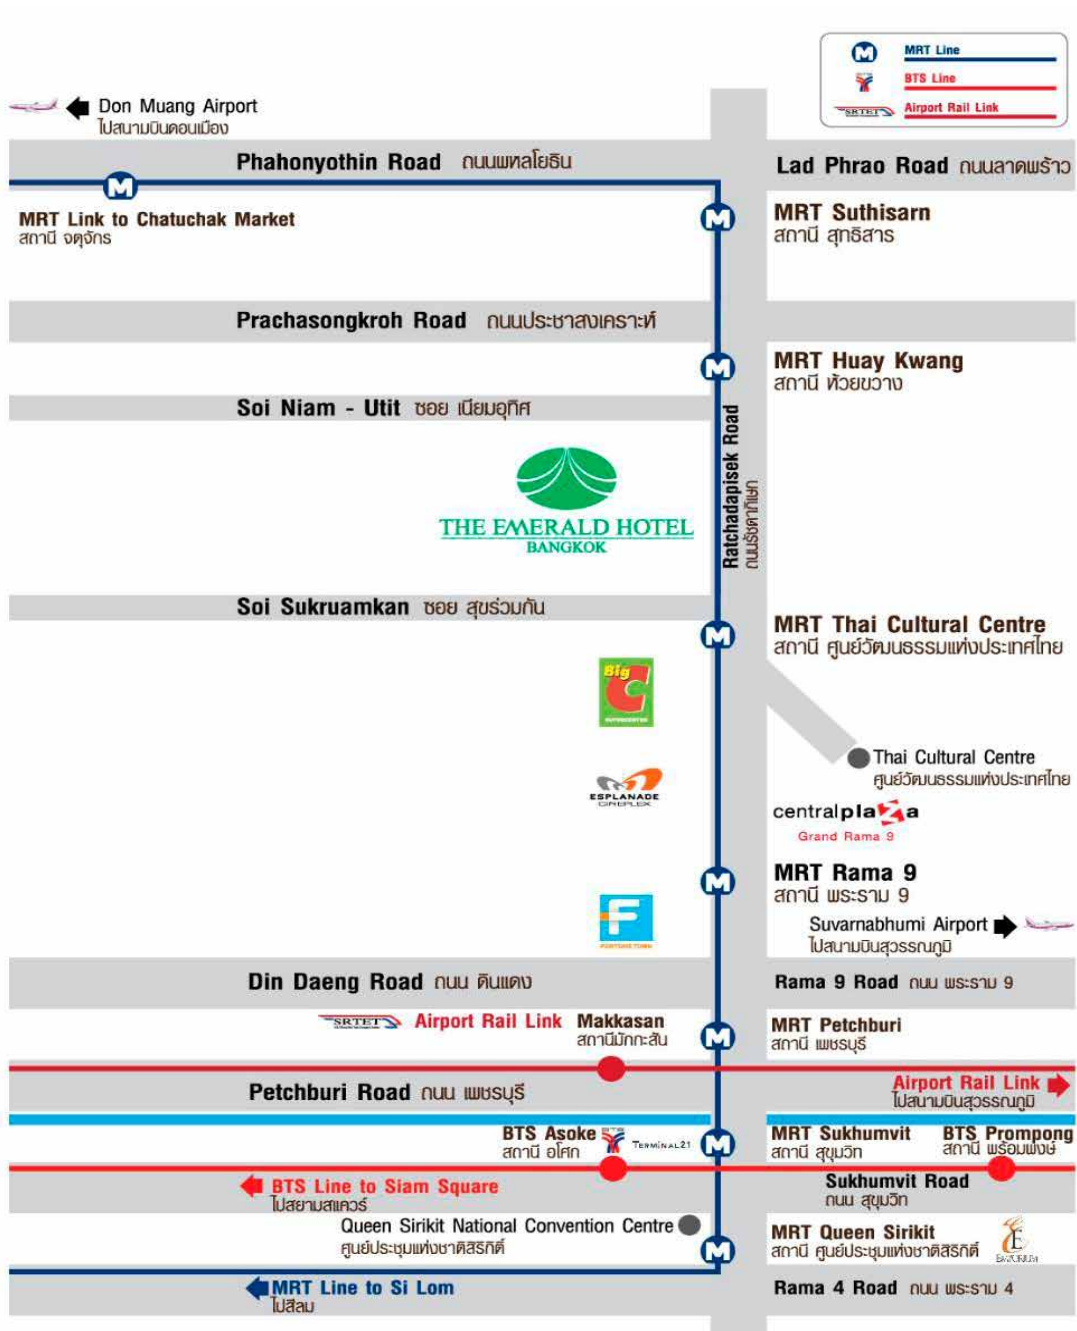 MRT Line
BTS Line
SRTET Airport Rail Link
Don Muang Airport
ไปสนามบินดอนเมือง
Phahonyothin Road ถนนพหลโยธิน
Lad Phrao Road ถนนลาดพร้าว
M
MRT Link to Chatuchak Market
สถานี จตุจักร
M
MRT Suthisarn
สถานี สุทธิสาร
Prachasongkroh Road ถนนประชาสงเคราะห์
M
MRT Huay Kwang
สถานี ห้วยขวาง
Soi Niam - Utit ซอย เนียมอุทิศ
Ratchadapisek Road
ถนนรัชดาภิเษก
THE EMERALD HOTEL
BANGKOK
Soi Sukruamkan ซอย สุขร่วมกัน
M
MRT Thai Cultural Centre
สถานี ศูนย์วัฒนธรรมแห่งประเทศไทย
Big C
SUPERCENTER
Thai Cultural Centre
ศูนย์วัฒนธรรมแห่งประเทศไทย
ESPLANADE
CINEPLEX
centralplaza
Grand Rama 9
M
MRT Rama 9
สถานี พระราม 9
F
FORTUNE TOWN
Suvarnabhumi Airport
ไปสนามบินสุวรรณภูมิ
Din Daeng Road ถนน ดินแดง
Rama 9 Road ถนน พระราม 9
SRTET Airport Rail Link Makkasan
สถานีมักกะสัน
M
MRT Petchburi
สถานี เพชรบุรี
Petchburi Road ถนน เพชรบุรี
Airport Rail Link
ไปสนามบินสุวรรณภูมิ
BTS Asoke
สถานี อโศก
TERMINAL21
M
MRT Sukhumvit
สถานี สุขุมวิท
BTS Prompong
สถานี พร้อมพงษ์
BTS Line to Siam Square
ไปสยามสแควร์
Sukhumvit Road
ถนน สุขุมวิท
Queen Sirikit National Convention Centre
ศูนย์ประชุมแห่งชาติสิริกิติ์
M
MRT Queen Sirikit
สถานี ศูนย์ประชุมแห่งชาติสิริกิติ์
E
EMPORIUM
MRT Line to Si Lom
ไปสีลม
Rama 4 Road ถนน พระราม 4